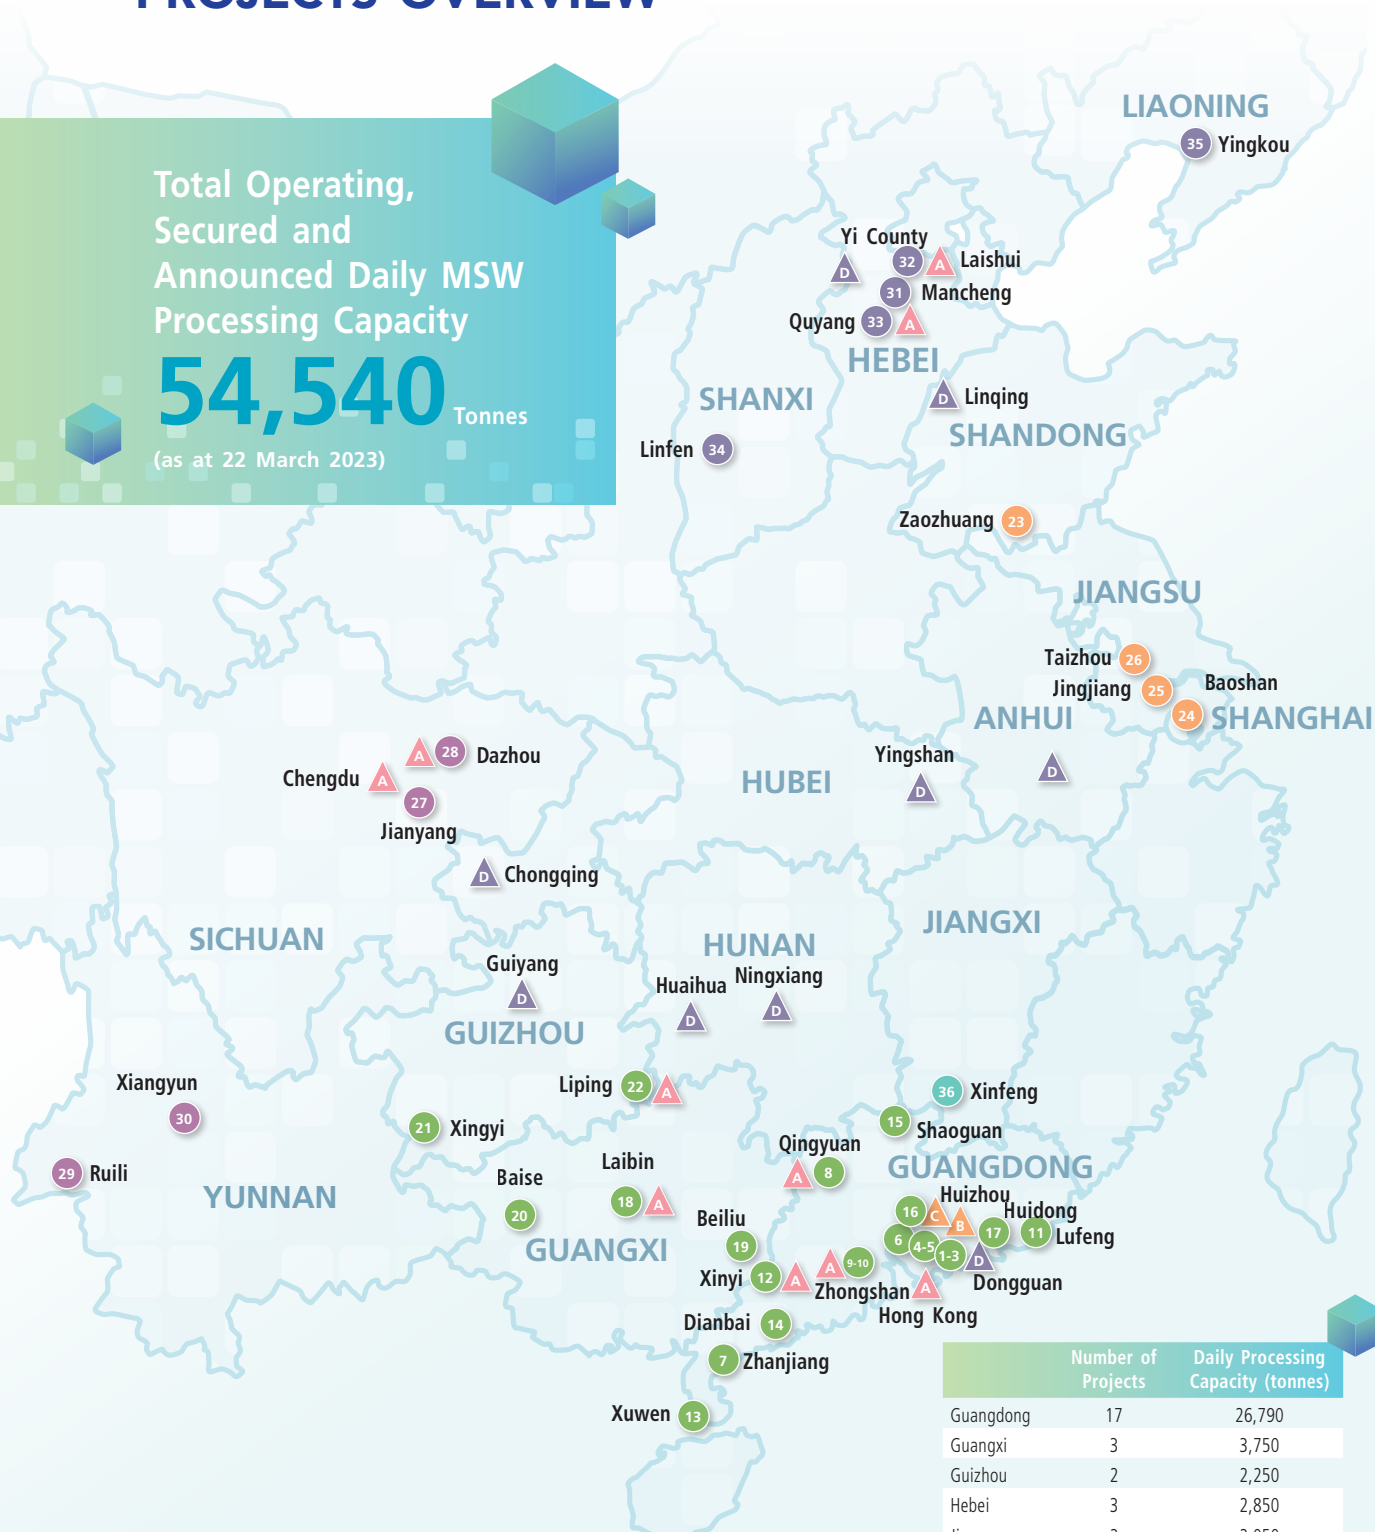 PROJECTS OVERVIEW
Total Operating,
Secured and
Announced Daily MSW
Processing Capacity
54,540 Tonnes
(as at 22 March 2023)
LIAONING
35 Yingkou
Yi County
D 32 A Laishui
31 Mancheng
Quyang 33 A
HEBEI
SHANXI
D Linqing
SHANDONG
Linfen 34
Zaozhuang 23
JIANGSU
Taizhou 26
Jingjiang 25
Baoshan
24 SHANGHAI
ANHUI
D
Yingshan
D
HUBEI
A 28 Dazhou
Chengdu A
27
Jianyang
D Chongqing
SICHUAN
JIANGXI
HUNAN
Guiyang
D
Huaihua
D
Ningxiang
D
GUIZHOU
Xiangyun
30
Liping 22 A
36 Xinfeng
21 Xingyi
15
Shaoguan
Qingyuan
A 8
GUANGDONG
29 Ruili
YUNNAN
Baise
20
Laibin
18 A
GUANGXI
Beiliu
19
Huizhou
16 C B
Huidong
17 11 Lufeng
6 4-5 1-3 D
Dongguan
Xinyi 12 A
A 9-10
Zhongshan
A
Hong Kong
Dianbai 14
7 Zhanjiang
Xuwen 13
Number of Projects Daily Processing Capacity (tonnes)
Guangdong 17 26,790
Guangxi 3 3,750
Guizhou 2 2,250
Hebei 3 2,850